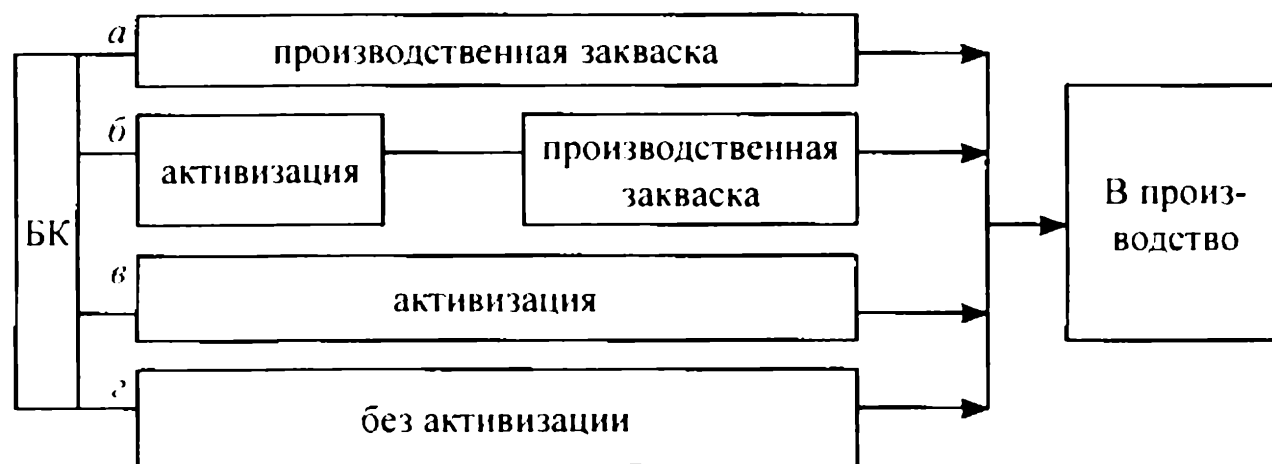 а
производственная закваска
б
активизация
производственная
закваска
БК
В произ-
водство
в
активизация
г
без активизации